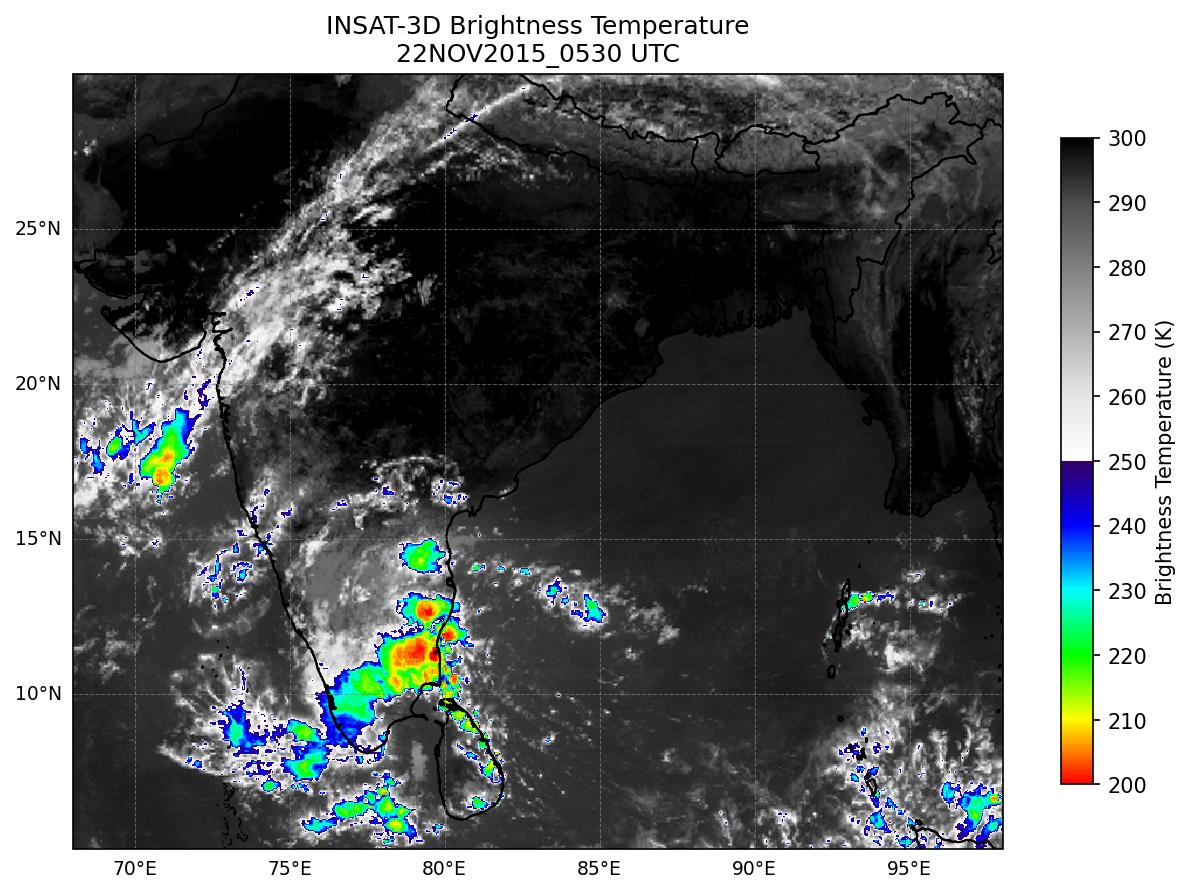 INSAT-3D Brightness Temperature
22NOV2015_0530 UTC
25°N
20°N
15°N
10°N
70°E
75°E
80°E
85°E
90°E
95°E
300
290
280
270
260
250
240
230
220
210
200
Brightness Temperature (K)